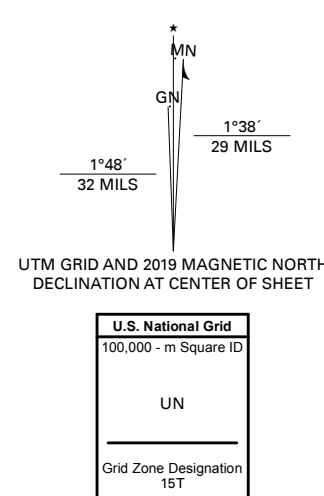 ★
MN
GN
1°38´
29 MILS
1°48´
32 MILS
UTM GRID AND 2019 MAGNETIC NORTH
DECLINATION AT CENTER OF SHEET
U.S. National Grid
100,000 - m Square ID
UN
Grid Zone Designation
15T